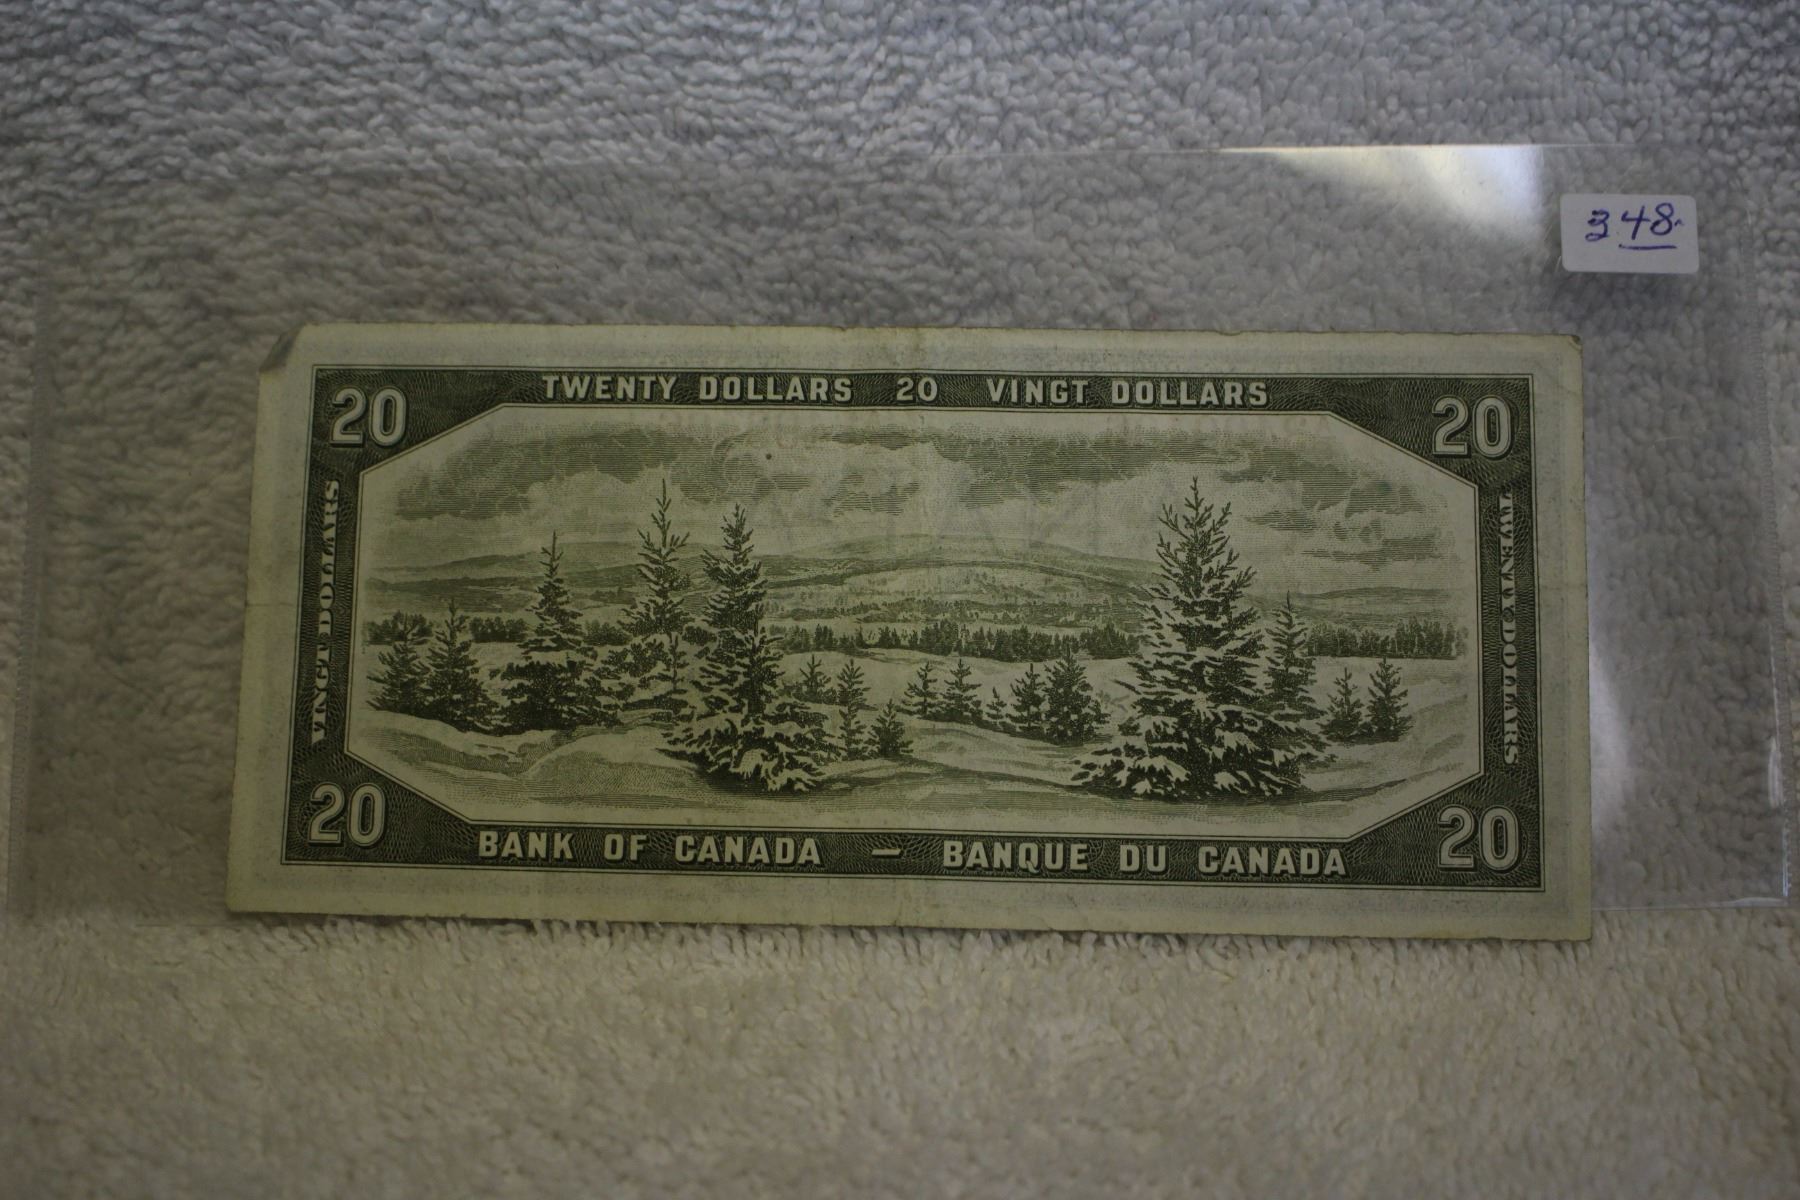 348.
20 TWENTY DOLLARS 20 VINGT DOLLARS 20
VINGT DOLLARS
TWENTY DOLLARS
20 BANK OF CANADA — BANQUE DU CANADA 20